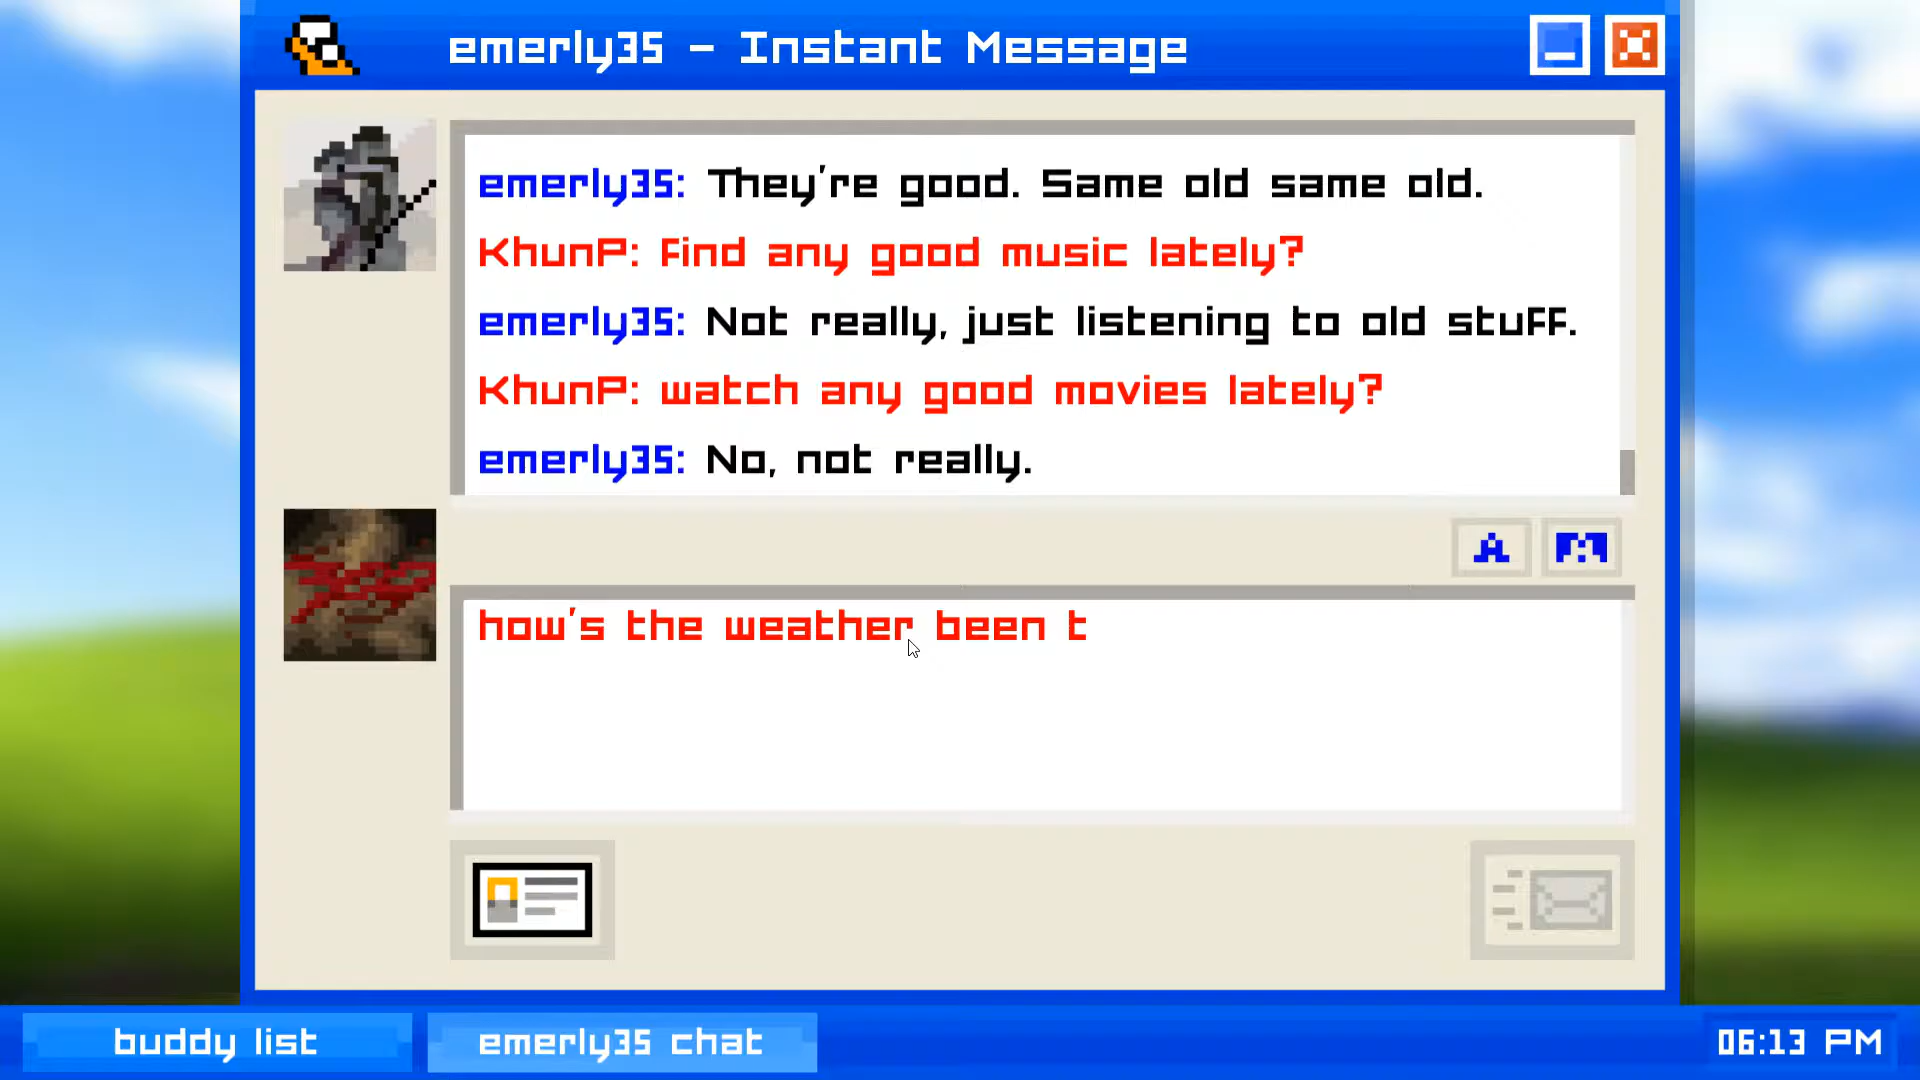 emerly35 - Instant Message
emerly35: They're good. Same old same old.
KhunP: Find any good music lately?
emerly35: Not really, just listening to old stuff.
KhunP: watch any good movies lately?
emerly35: No, not really.
A
how's the weather been t
buddy list
emerly35 chat
06:13 PM